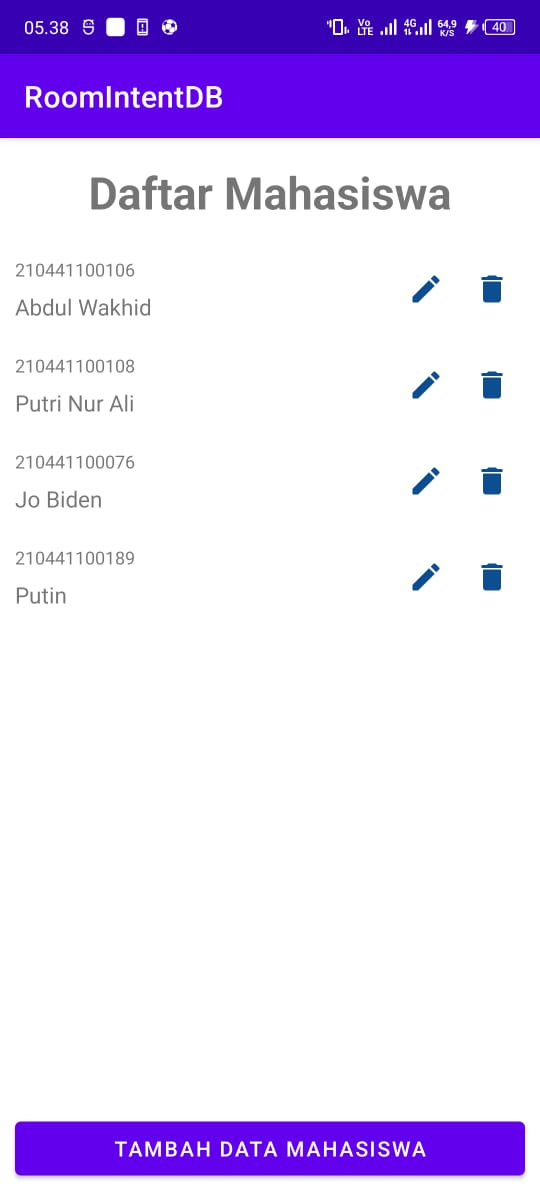 05.38 Vo LTE 4G 64,9 K/S 40
RoomIntentDB
Daftar Mahasiswa
210441100106
Abdul Wakhid
210441100108
Putri Nur Ali
210441100076
Jo Biden
210441100189
Putin
TAMBAH DATA MAHASISWA